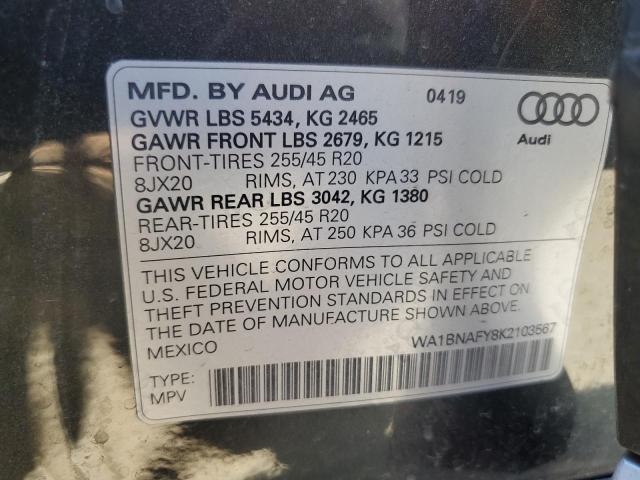 MFD. BY AUDI AG 0419
GVWR LBS 5434, KG 2465
GAWR FRONT LBS 2679, KG 1215
Audi
FRONT-TIRES 255/45 R20
8JX20 RIMS, AT 230 KPA 33 PSI COLD
GAWR REAR LBS 3042, KG 1380
REAR-TIRES 255/45 R20
8JX20 RIMS, AT 250 KPA 36 PSI COLD
THIS VEHICLE CONFORMS TO ALL APPLICABLE
U.S. FEDERAL MOTOR VEHICLE SAFETY AND
THEFT PREVENTION STANDARDS IN EFFECT ON
THE DATE OF MANUFACTURE SHOWN ABOVE.
MEXICO WA1BNAFY8K2103567
TYPE:
MPV